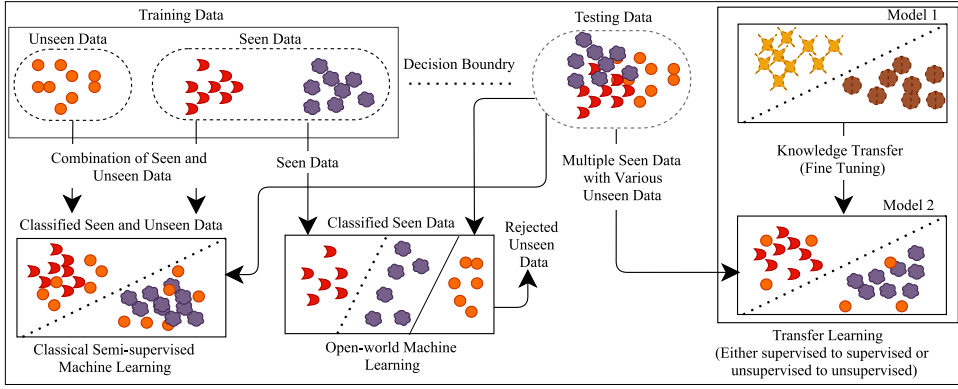 Training Data
Unseen Data
Seen Data
Decision Boundry
Testing Data
Model 1
Combination of Seen and
Unseen Data
Seen Data
Multiple Seen Data
with Various
Unseen Data
Knowledge Transfer
(Fine Tuning)
Classified Seen and Unseen Data
Classified Seen Data
Rejected
Unseen
Data
Model 2
Classical Semi-supervised
Machine Learning
Open-world Machine
Learning
Transfer Learning
(Either supervised to supervised or
unsupervised to unsupervised)